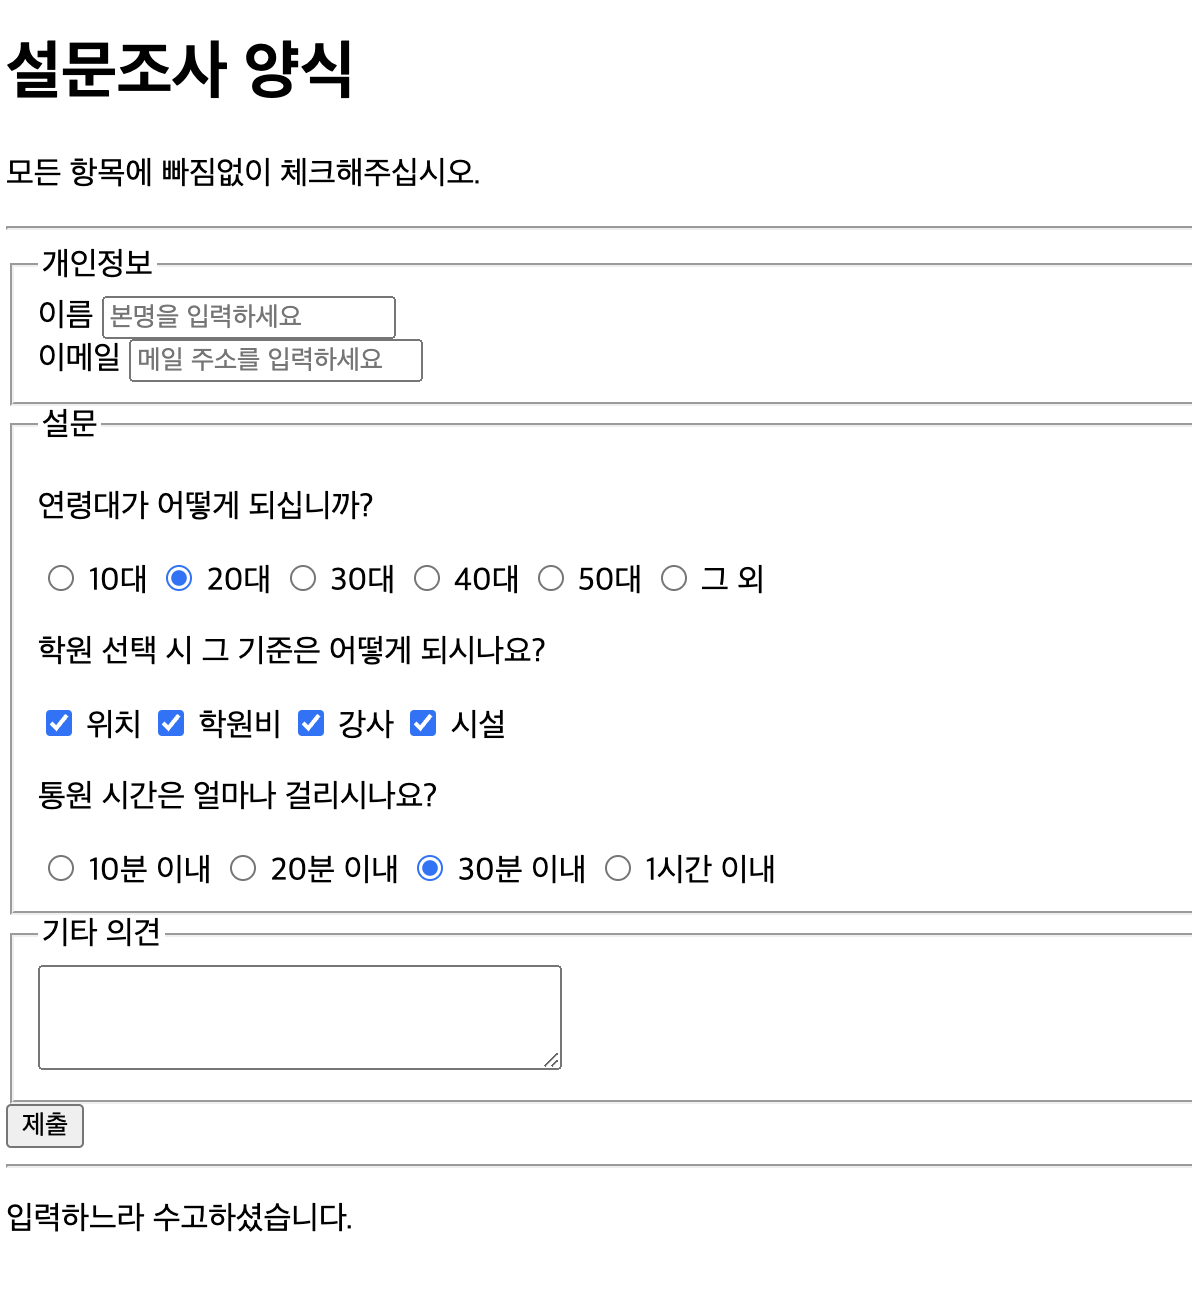 설문조사 양식
모든 항목에 빠짐없이 체크해주십시오.
개인정보
이름 본명을 입력하세요
이메일 메일 주소를 입력하세요
설문
연령대가 어떻게 되십니까?
10대 20대 30대 40대 50대 그 외
학원 선택 시 그 기준은 어떻게 되시나요?
위치 학원비 강사 시설
통원 시간은 얼마나 걸리시나요?
10분 이내 20분 이내 30분 이내 1시간 이내
기타 의견
제출
입력하느라 수고하셨습니다.